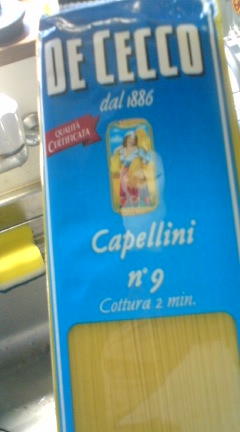 DE CECCO
dal 1886
QUALITÀ
CERTIFICATA
Capellini
n° 9
Cottura 2 min.